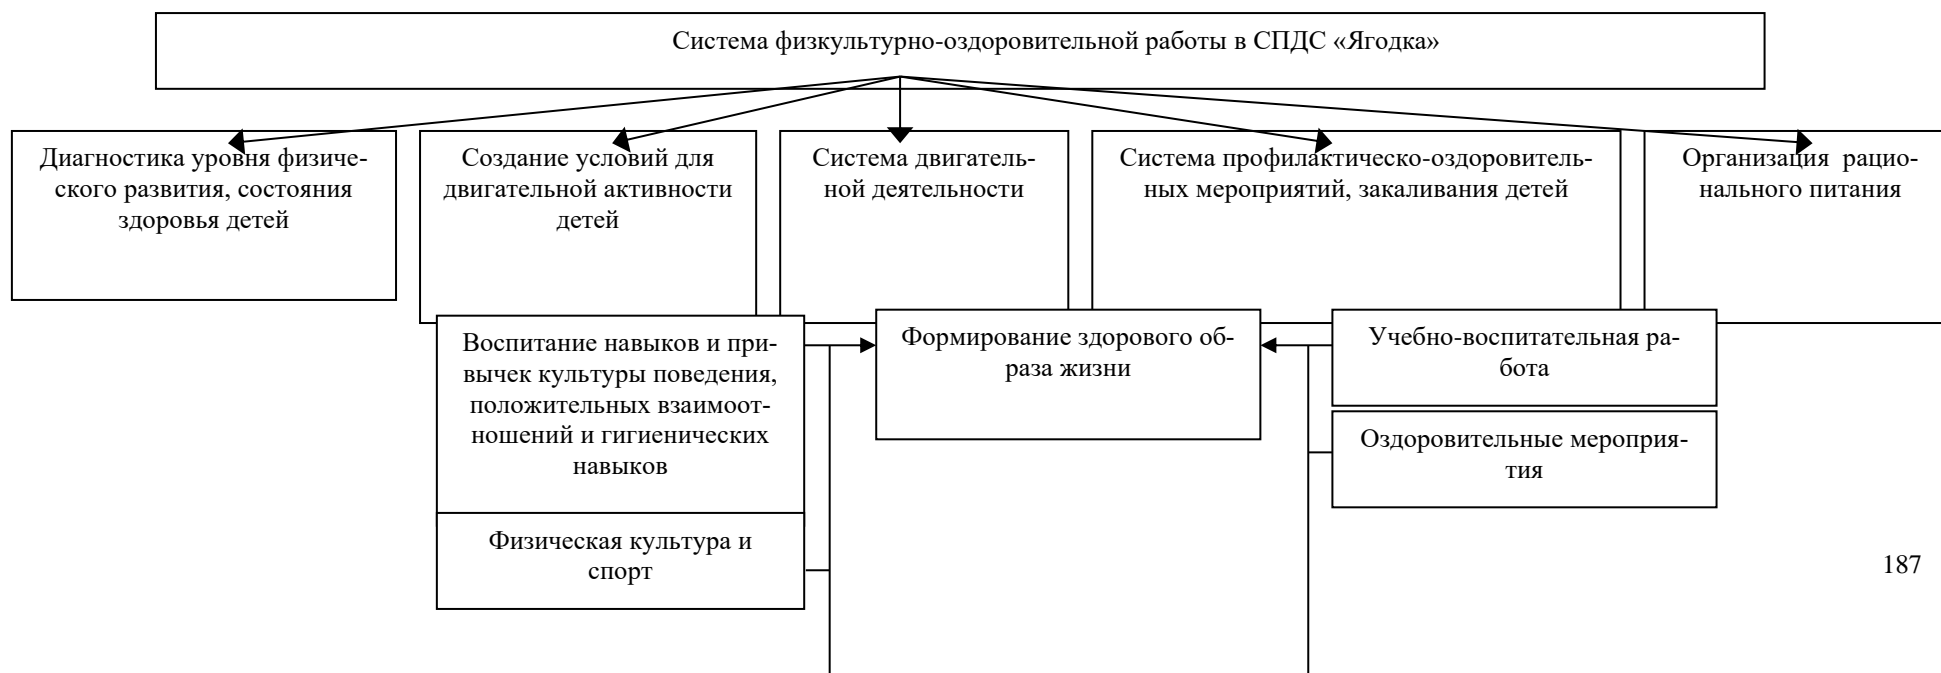 Система физкультурно-оздоровительной работы в СПДС «Ягодка»
Диагностика уровня физиче-
ского развития, состояния
здоровья детей
Создание условий для
двигательной активности
детей
Система двигатель-
ной деятельности
Система профилактическо-оздоровитель-
ных мероприятий, закаливания детей
Организация рацио-
нального питания
Воспитание навыков и при-
вычек культуры поведения,
положительных взаимоот-
ношений и гигиенических
навыков
Формирование здорового об-
раза жизни
Учебно-воспитательная ра-
бота
Оздоровительные мероприя-
тия
Физическая культура и
спорт
187